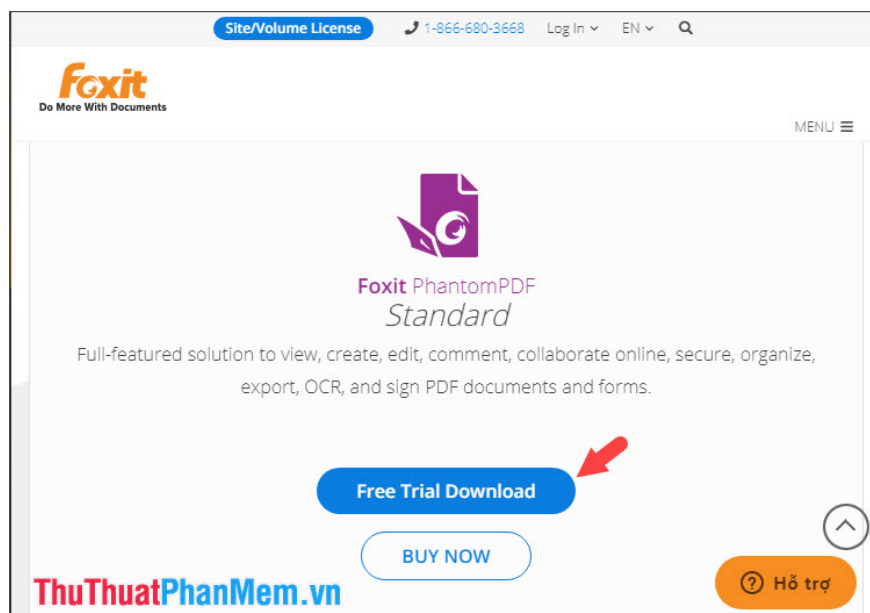 Site/Volume License 1-866-680-3668 Log In EN
Foxit
Do More With Documents
MENU
Foxit PhantomPDF
Standard
Full-featured solution to view, create, edit, comment, collaborate online, secure, organize,
export, OCR, and sign PDF documents and forms.
Free Trial Download
BUY NOW
ThuThuatPhanMem.vn
Hỗ trợ